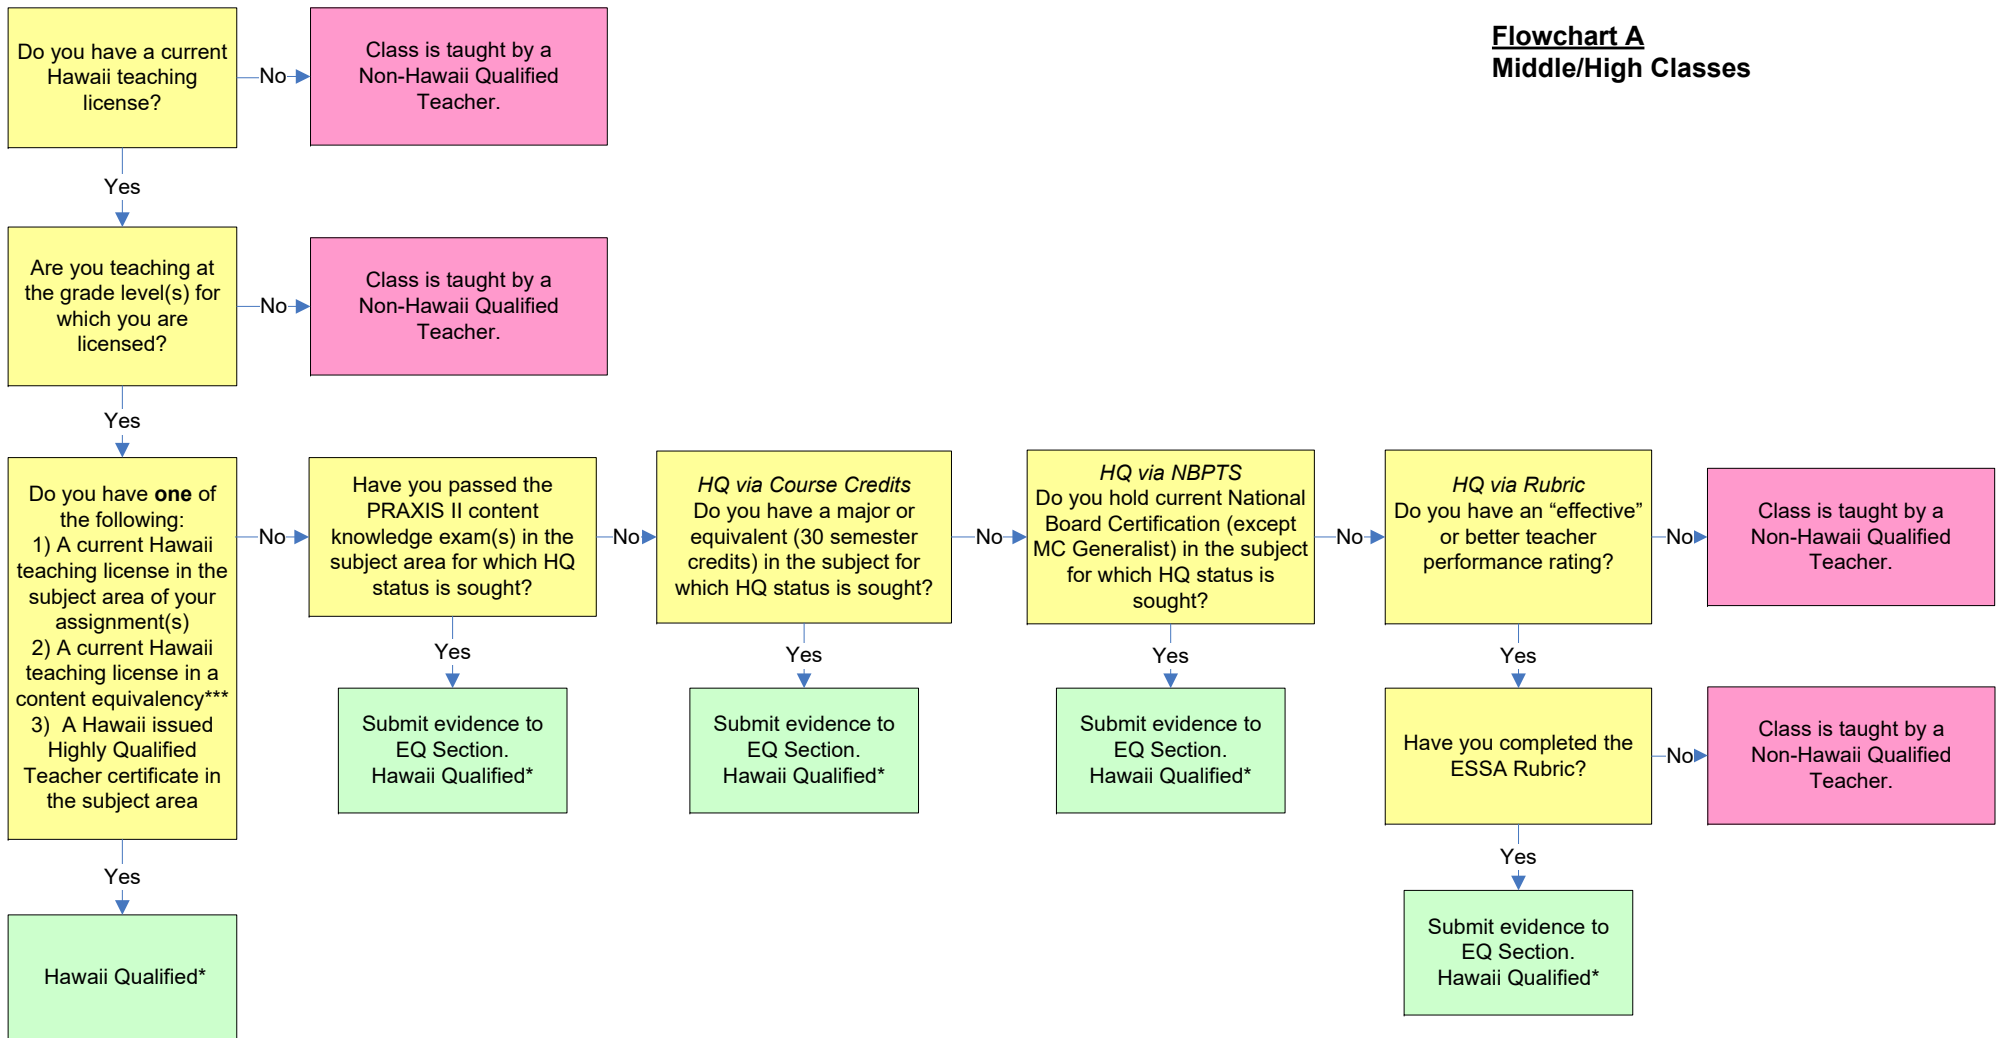 Flowchart A
Middle/High Classes
Do you have a current
Hawaii teaching
license?
No
Class is taught by a
Non-Hawaii Qualified
Teacher.
Yes
Are you teaching at
the grade level(s) for
which you are
licensed?
No
Class is taught by a
Non-Hawaii Qualified
Teacher.
Yes
Do you have one of
the following:
1) A current Hawaii
teaching license in the
subject area of your
assignment(s)
2) A current Hawaii
teaching license in a
content equivalency***
3)  A Hawaii issued
Highly Qualified
Teacher certificate in
the subject area
No
Have you passed the
PRAXIS II content
knowledge exam(s) in the
subject area for which HQ
status is sought?
No
HQ via Course Credits
Do you have a major or
equivalent (30 semester
credits) in the subject for
which HQ status is sought?
No
HQ via NBPTS
Do you hold current National
Board Certification (except
MC Generalist) in the subject
for which HQ status is
sought?
No
HQ via Rubric
Do you have an “effective”
or better teacher
performance rating?
No
Class is taught by a
Non-Hawaii Qualified
Teacher.
Yes
Submit evidence to
EQ Section.
Hawaii Qualified*
Yes
Submit evidence to
EQ Section.
Hawaii Qualified*
Yes
Submit evidence to
EQ Section.
Hawaii Qualified*
Yes
Have you completed the
ESSA Rubric?
No
Class is taught by a
Non-Hawaii Qualified
Teacher.
Yes
Hawaii Qualified*
Yes
Submit evidence to
EQ Section.
Hawaii Qualified*